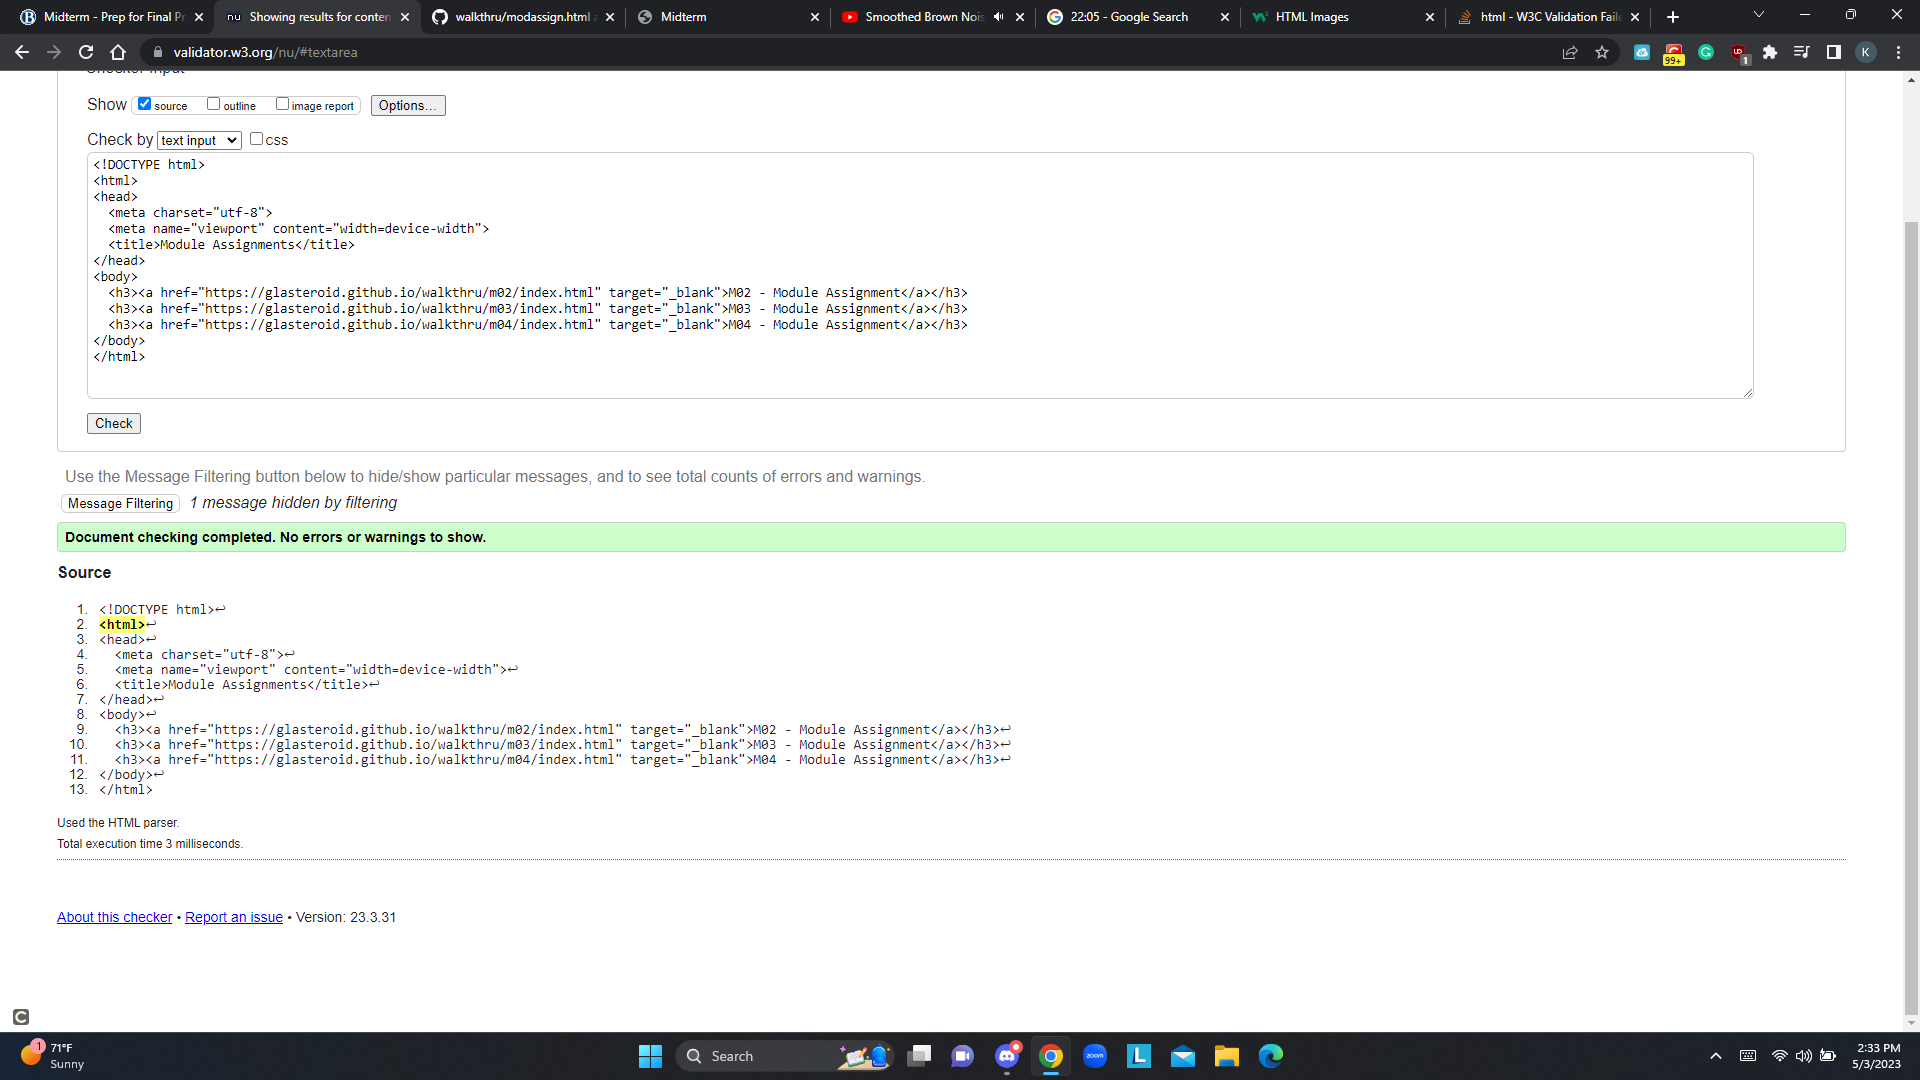 Midterm - Prep for Final Pr
Showing results for conten
walkthru/modassign.html a
Midterm
Smoothed Brown Nois
22:05 - Google Search
HTML Images
html - W3C Validation Faile
validator.w3.org/nu/#textarea
99+
1
K
Checker Input
Show source outline image report Options...
Check by text input css
<!DOCTYPE html>
<html>
<head>
  <meta charset="utf-8">
  <meta name="viewport" content="width=device-width">
  <title>Module Assignments</title>
</head>
<body>
  <h3><a href="https://glasteroid.github.io/walkthru/m02/index.html" target="_blank">M02 - Module Assignment</a></h3>
  <h3><a href="https://glasteroid.github.io/walkthru/m03/index.html" target="_blank">M03 - Module Assignment</a></h3>
  <h3><a href="https://glasteroid.github.io/walkthru/m04/index.html" target="_blank">M04 - Module Assignment</a></h3>
</body>
</html>
Check
Use the Message Filtering button below to hide/show particular messages, and to see total counts of errors and warnings.
Message Filtering 1 message hidden by filtering
Document checking completed. No errors or warnings to show.
Source
1. <!DOCTYPE html>↩
2. <html>↩
3. <head>↩
4.   <meta charset="utf-8">↩
5.   <meta name="viewport" content="width=device-width">↩
6.   <title>Module Assignments</title>↩
7. </head>↩
8. <body>↩
9.   <h3><a href="https://glasteroid.github.io/walkthru/m02/index.html" target="_blank">M02 - Module Assignment</a></h3>↩
10.   <h3><a href="https://glasteroid.github.io/walkthru/m03/index.html" target="_blank">M03 - Module Assignment</a></h3>↩
11.   <h3><a href="https://glasteroid.github.io/walkthru/m04/index.html" target="_blank">M04 - Module Assignment</a></h3>↩
12. </body>↩
13. </html>
Used the HTML parser.
Total execution time 3 milliseconds.
About this checker • Report an issue • Version: 23.3.31
1
71°F
Sunny
Search
zoom
L
2:33 PM
5/3/2023